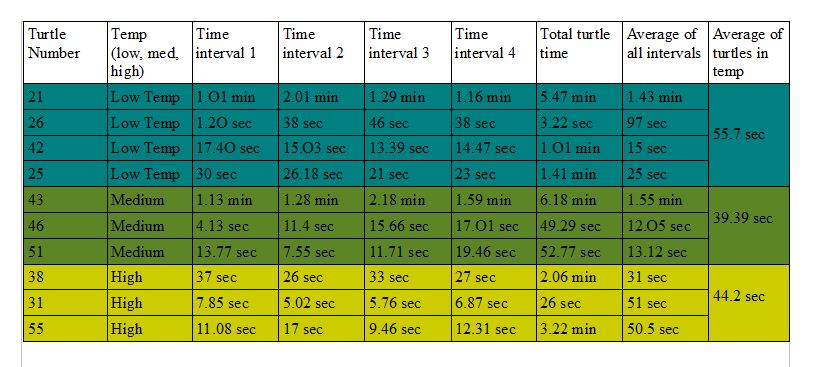 Turtle Number Temp (low, med, high) Time interval 1 Time interval 2 Time interval 3 Time interval 4 Total turtle time Average of all intervals Average of turtles in temp
21 Low Temp 1.O1 min 2.01 min 1.29 min 1.16 min 5.47 min 1.43 min
26 Low Temp 1.2O sec 38 sec 46 sec 38 sec 3.22 sec 97 sec
55.7 sec
42 Low Temp 17.4O sec 15.O3 sec 13.39 sec 14.47 sec 1.O1 min 15 sec
25 Low Temp 30 sec 26.18 sec 21 sec 23 sec 1.41 min 25 sec
43 Medium 1.13 min 1.28 min 2.18 min 1.59 min 6.18 min 1.55 min
46 Medium 4.13 sec 11.4 sec 15.66 sec 17.O1 sec 49.29 sec 12.O5 sec 39.39 sec
51 Medium 13.77 sec 7.55 sec 11.71 sec 19.46 sec 52.77 sec 13.12 sec
38 High 37 sec 26 sec 33 sec 27 sec 2.06 min 31 sec
31 High 7.85 sec 5.02 sec 5.76 sec 6.87 sec 26 sec 51 sec 44.2 sec
55 High 11.08 sec 17 sec 9.46 sec 12.31 sec 3.22 min 50.5 sec